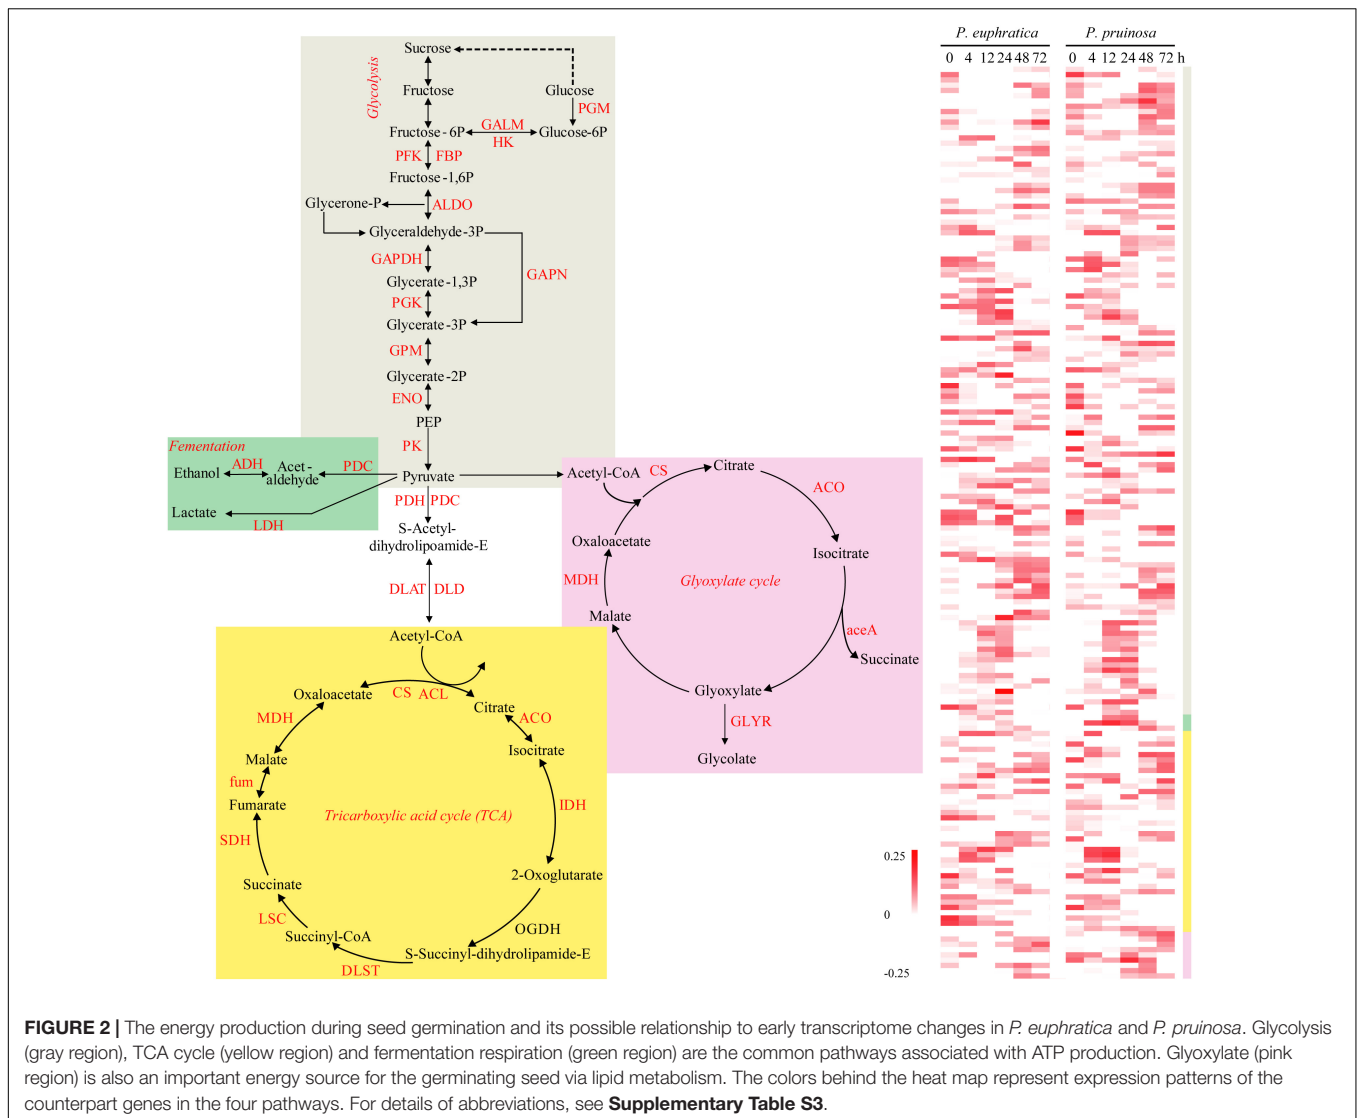 P. euphratica
P. pruinosa
0 4 12 24 48 72
0 4 12 24 48 72 h
Glycolysis
Sucrose
Fructose
Glucose
PGM
Fructose-6P
GALM
HK
Glucose-6P
PFK FBP
Fructose-1,6P
Glycerone-P
ALDO
Glyceraldehyde-3P
GAPDH
GAPN
Glycerate-1,3P
PGK
Glycerate-3P
GPM
Glycerate-2P
ENO
PEP
PK
Fementation
Ethanol
ADH
Acet-
aldehyde
PDC
Pyruvate
Lactate
LDH
PDH PDC
S-Acetyl-
dihydrolipoamide-E
DLAT DLD
Acetyl-CoA
CS
Citrate
ACO
Oxaloacetate
Isocitrate
MDH
Glyoxylate cycle
Malate
aceA
Succinate
Glyoxylate
GLYR
Glycolate
Acetyl-CoA
Oxaloacetate
CS ACL
Citrate
MDH
ACO
Malate
Isocitrate
fum
Fumarate
IDH
Tricarboxylic acid cycle (TCA)
SDH
Succinate
2-Oxoglutarate
LSC
OGDH
Succinyl-CoA
S-Succinyl-dihydrolipamide-E
DLST
0.25
0
-0.25
FIGURE 2 | The energy production during seed germination and its possible relationship to early transcriptome changes in P. euphratica and P. pruinosa. Glycolysis
(gray region), TCA cycle (yellow region) and fermentation respiration (green region) are the common pathways associated with ATP production. Glyoxylate (pink
region) is also an important energy source for the germinating seed via lipid metabolism. The colors behind the heat map represent expression patterns of the
counterpart genes in the four pathways. For details of abbreviations, see Supplementary Table S3.